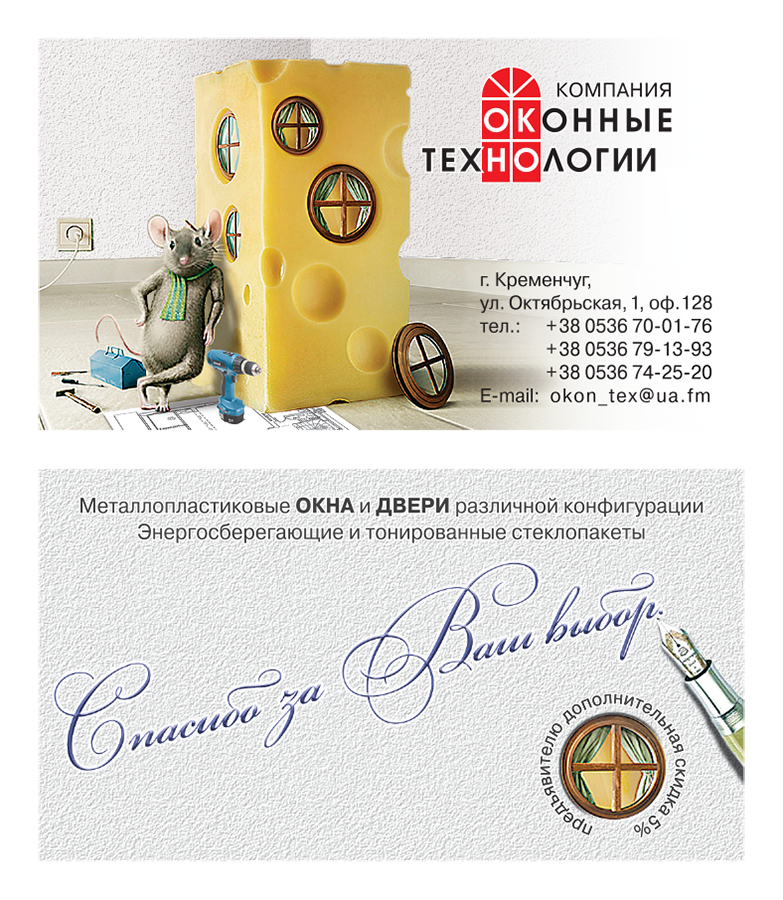 КОМПАНИЯ
ОКОННЫЕ
ТЕХНОЛОГИИ
г. Кременчуг,
ул. Октябрьская, 1, оф.128
тел.: +38 0536 70-01-76
+38 0536 79-13-93
+38 0536 74-25-20
E-mail: okon_tex@ua.fm
Металлопластиковые ОКНА и ДВЕРИ различной конфигурации
Энергосберегающие и тонированные стеклопакеты
Спасибо за Ваш выбор.
предъявителю дополнительная скидка 5%